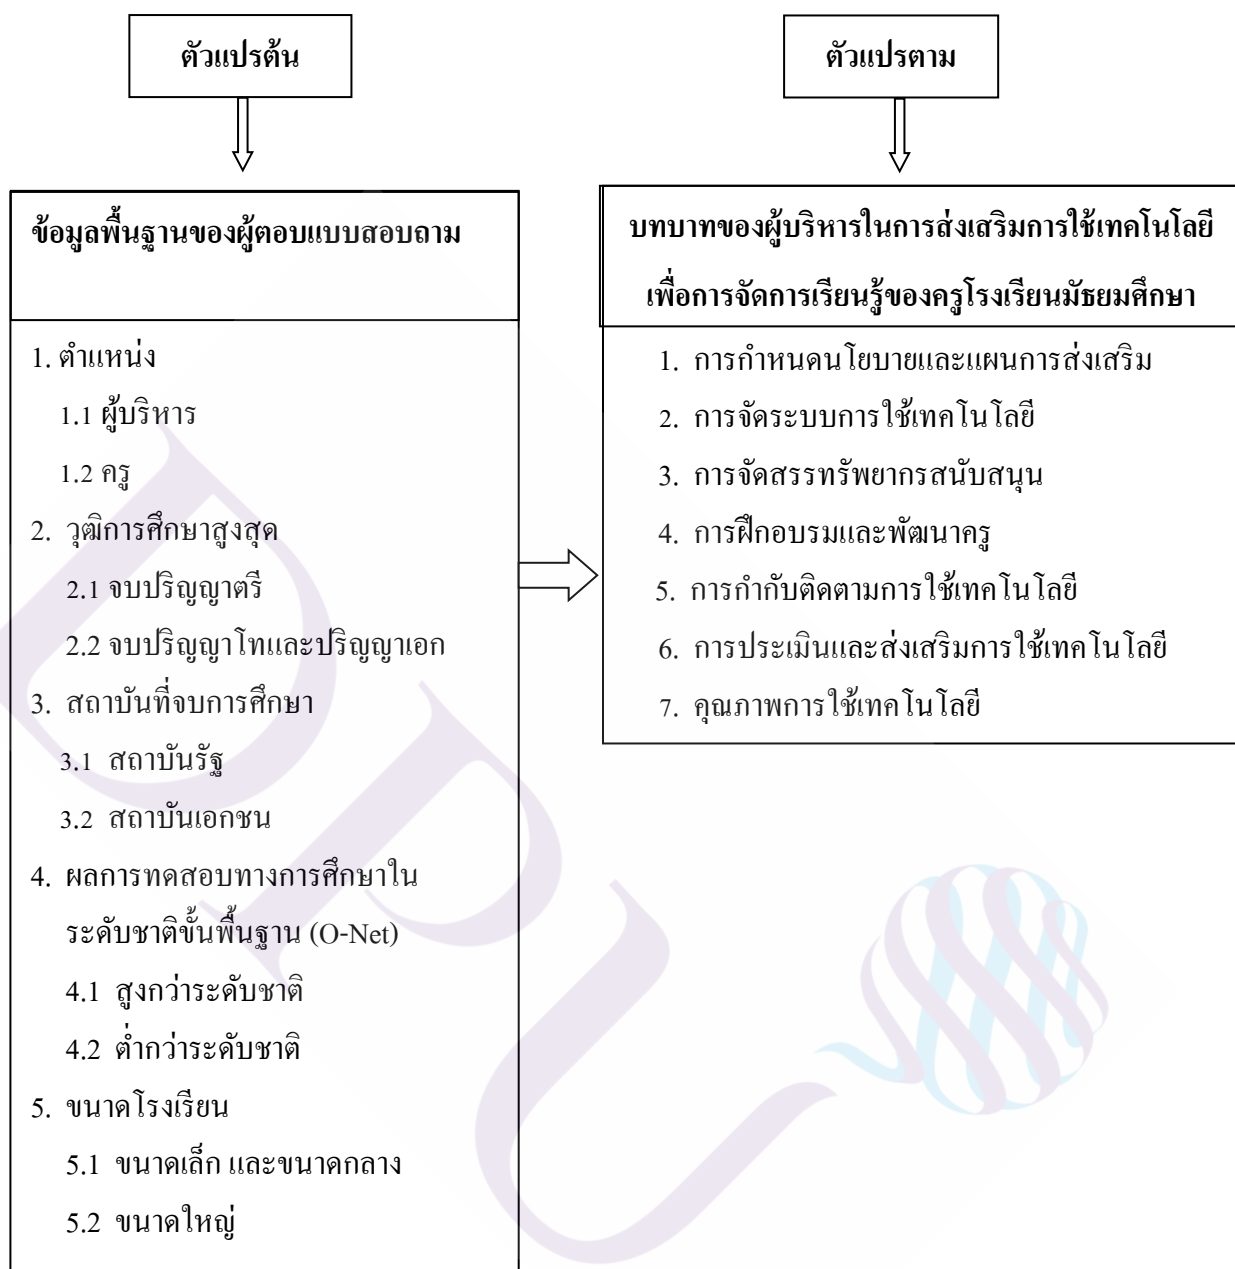 ตัวแปรต้น
ตัวแปรตาม
ข้อมูลพื้นฐานของผู้ตอบแบบสอบถาม
1. ตำแหน่ง
1.1 ผู้บริหาร
1.2 ครู
2. วุฒิการศึกษาสูงสุด
2.1 จบปริญญาตรี
2.2 จบปริญญาโทและปริญญาเอก
3. สถาบันที่จบการศึกษา
3.1 สถาบันรัฐ
3.2 สถาบันเอกชน
4. ผลการทดสอบทางการศึกษาใน
ระดับชาติขั้นพื้นฐาน (O-Net)
4.1 สูงกว่าระดับชาติ
4.2 ต่ำกว่าระดับชาติ
5. ขนาดโรงเรียน
5.1 ขนาดเล็ก และขนาดกลาง
5.2 ขนาดใหญ่
บทบาทของผู้บริหารในการส่งเสริมการใช้เทคโนโลยี
เพื่อการจัดการเรียนรู้ของครูโรงเรียนมัธยมศึกษา
1. การกำหนดนโยบายและแผนการส่งเสริม
2. การจัดระบบการใช้เทคโนโลยี
3. การจัดสรรทรัพยากรสนับสนุน
4. การฝึกอบรมและพัฒนาครู
5. การกำกับติดตามการใช้เทคโนโลยี
6. การประเมินและส่งเสริมการใช้เทคโนโลยี
7. คุณภาพการใช้เทคโนโลยี
DPU